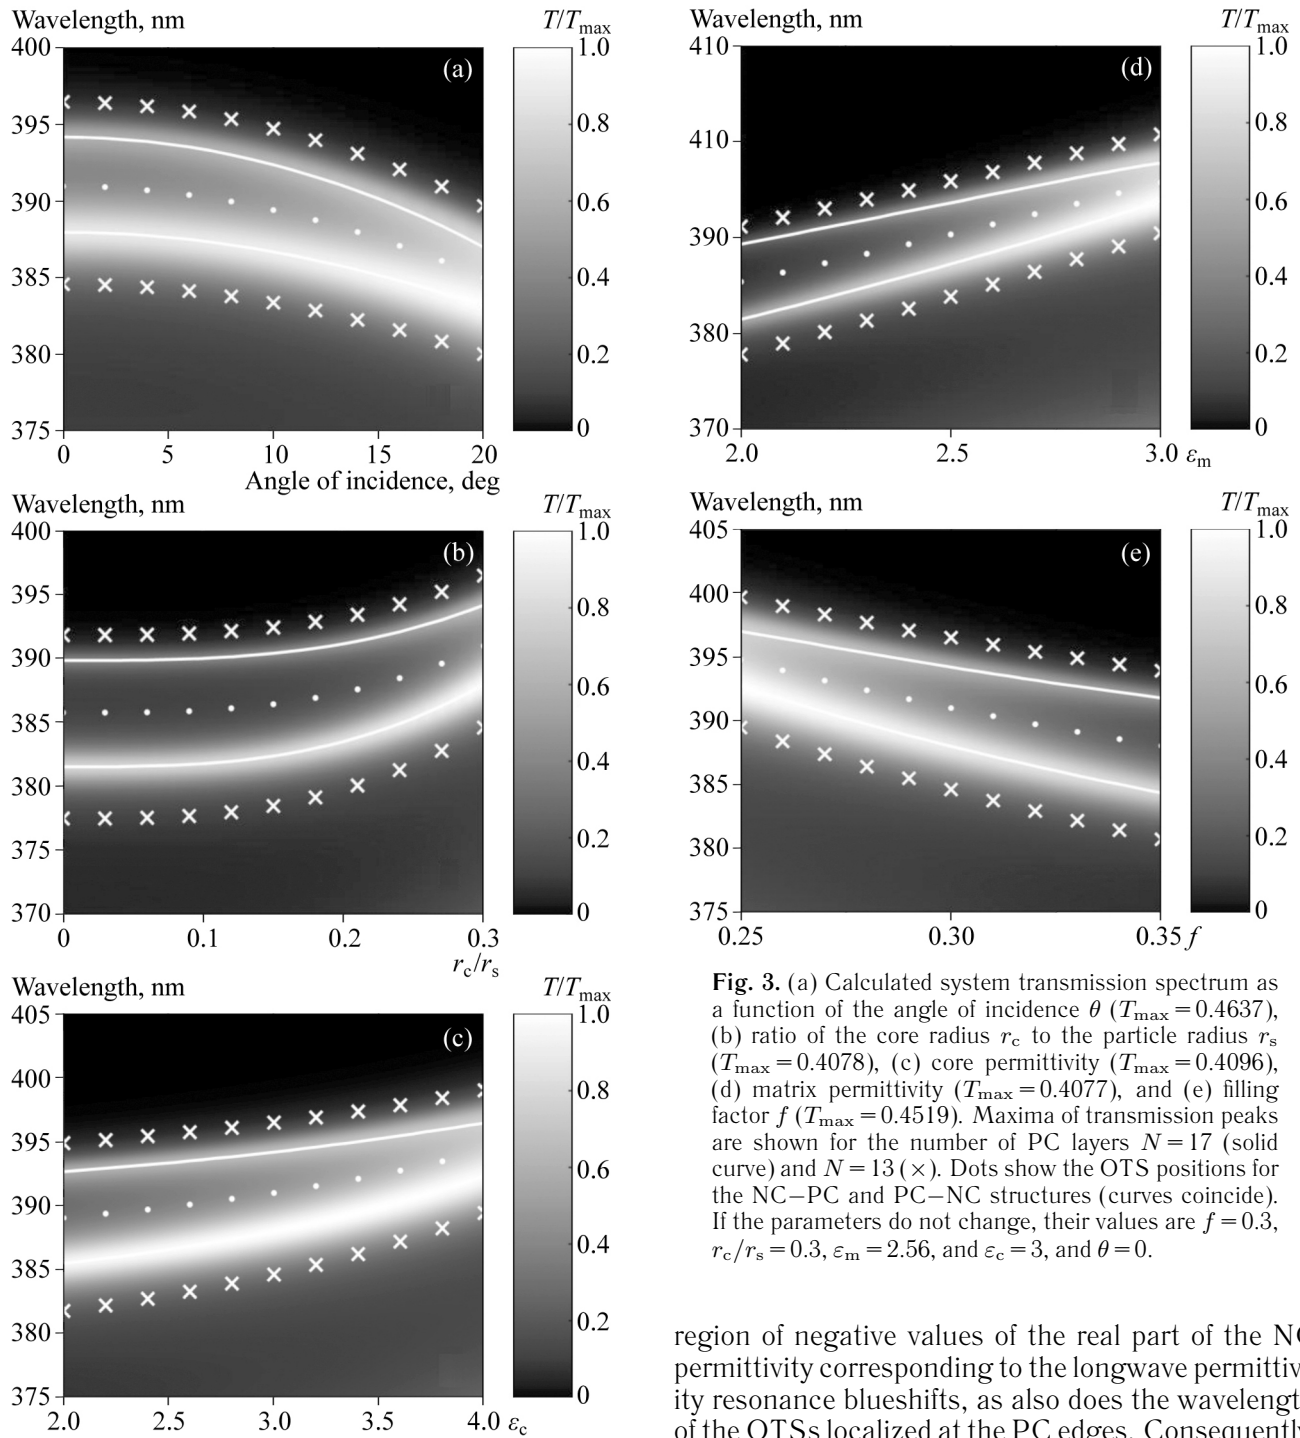 Wavelength, nm
T/Tmax
400
395
390
385
380
375
(a)
1.0
0.8
0.6
0.4
0.2
0
0 5 10 15 20
Angle of incidence, deg
Wavelength, nm
T/Tmax
400
395
390
385
380
375
370
(b)
1.0
0.8
0.6
0.4
0.2
0
0 0.1 0.2 0.3
rc/rs
Wavelength, nm
T/Tmax
405
400
395
390
385
380
375
(c)
1.0
0.8
0.6
0.4
0.2
0
2.0 2.5 3.0 3.5 4.0 εc
Wavelength, nm
T/Tmax
410
410
390
380
370
(d)
1.0
0.8
0.6
0.4
0.2
0
2.0 2.5 3.0 εm
Wavelength, nm
T/Tmax
405
400
395
390
385
380
375
(e)
1.0
0.8
0.6
0.4
0.2
0
0.25 0.30 0.35 f
Fig. 3. (a) Calculated system transmission spectrum as
a function of the angle of incidence θ (Tmax = 0.4637),
(b) ratio of the core radius rc to the particle radius rs
(Tmax = 0.4078), (c) core permittivity (Tmax = 0.4096),
(d) matrix permittivity (Tmax = 0.4077), and (e) filling
factor f (Tmax = 0.4519). Maxima of transmission peaks
are shown for the number of PC layers N = 17 (solid
curve) and N = 13 (×). Dots show the OTS positions for
the NC–PC and PC–NC structures (curves coincide).
If the parameters do not change, their values are f = 0.3,
rc/rs = 0.3, εm = 2.56, and εc = 3, and θ = 0.
region of negative values of the real part of the NC
permittivity corresponding to the longwave permittiv-
ity resonance blueshifts, as also does the wavelengt
of the OTSs localized at the PC edges. Consequently